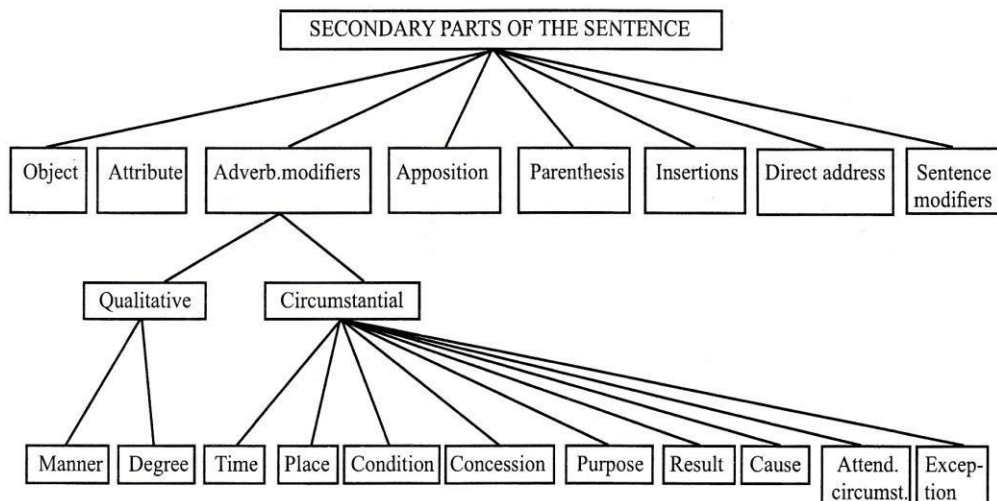 SECONDARY PARTS OF THE SENTENCE
Object
Attribute
Adverb.modifiers
Apposition
Parenthesis
Insertions
Direct address
Sentence
modifiers
Qualitative
Circumstantial
Manner
Degree
Time
Place
Condition
Concession
Purpose
Result
Cause
Attend.
circumst.
Excep-
tion